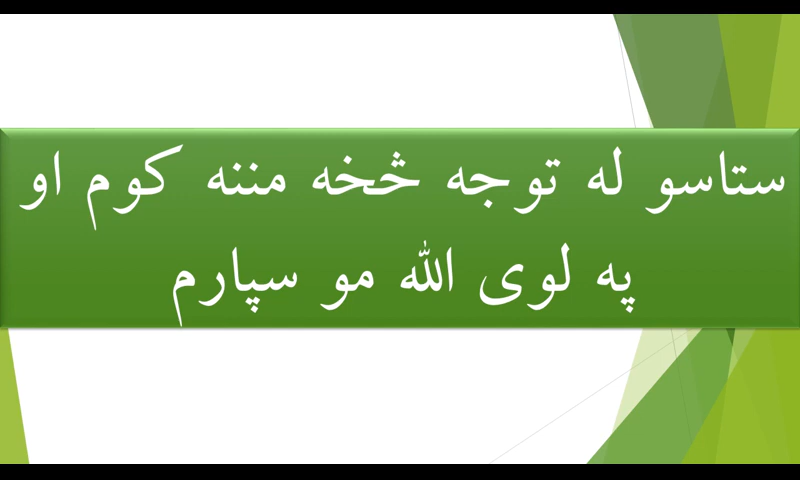 ستاسو له توجه څخه مننه کوم او
په لوی الله مو سپارم